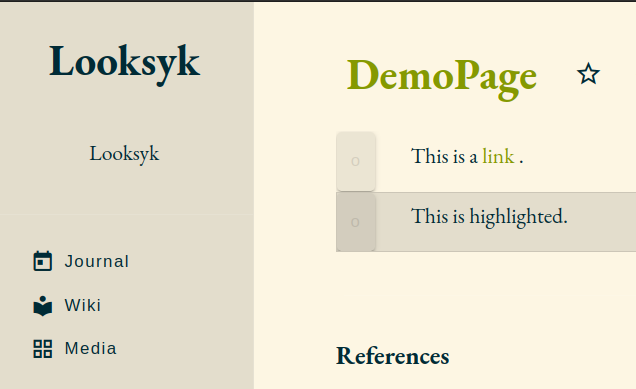 Looksyk
Looksyk
Journal
Wiki
Media
DemoPage
o
This is a link .
o
This is highlighted.
References